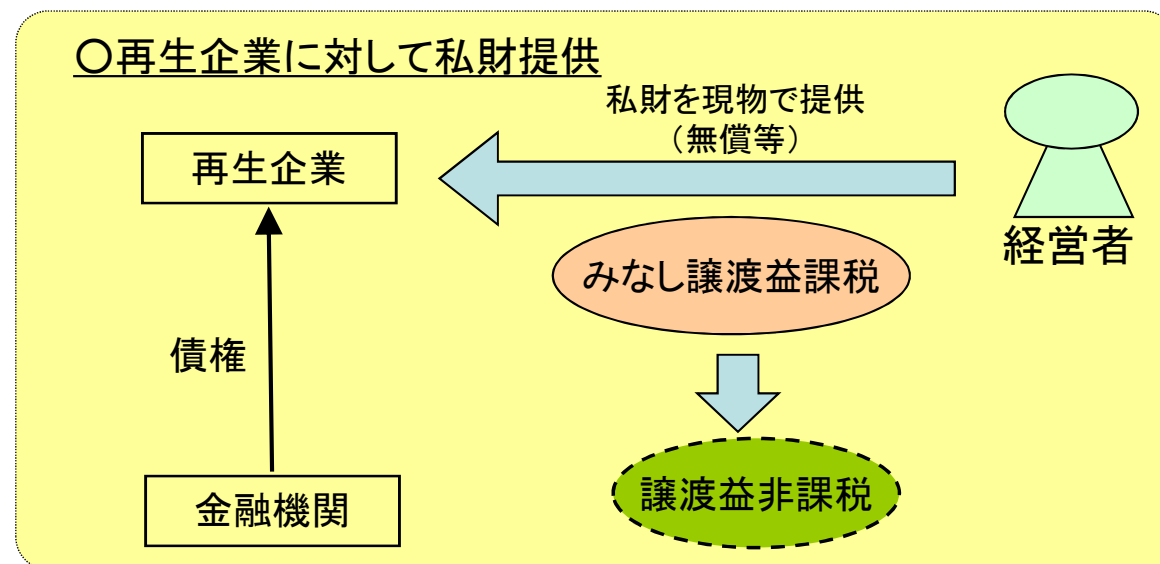 〇再生企業に対して私財提供
私財を現物で提供
（無償等）
再生企業
経営者
みなし譲渡益課税
債権
譲渡益非課税
金融機関